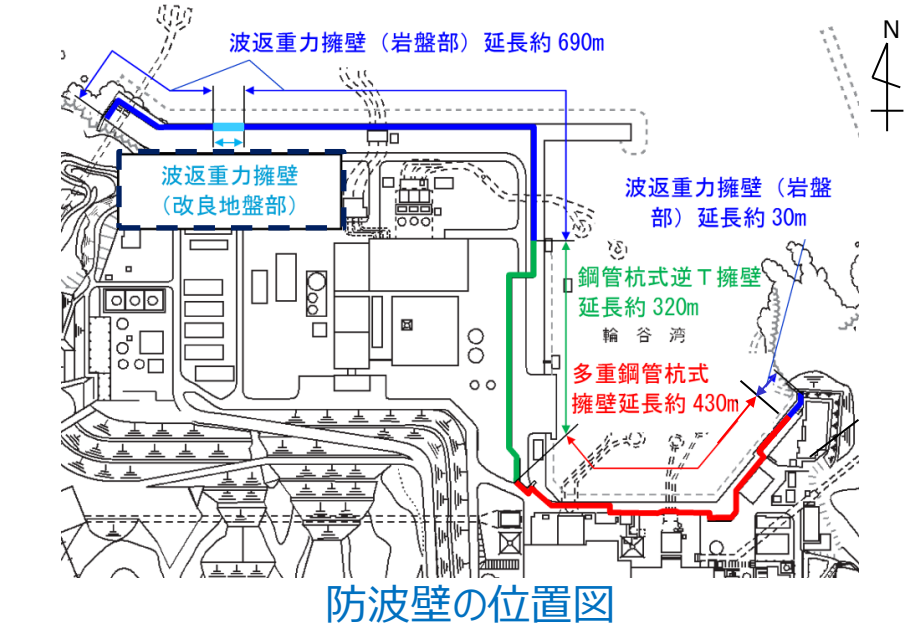 波返重力擁壁（岩盤部）延長約 690m
N
波返重力擁壁
（改良地盤部）
波返重力擁壁（岩盤
部）延長約 30m
鋼管杭式逆Ｔ擁壁
延長約 320m
輪谷湾
多重鋼管杭式
擁壁延長約 430m
防波壁の位置図